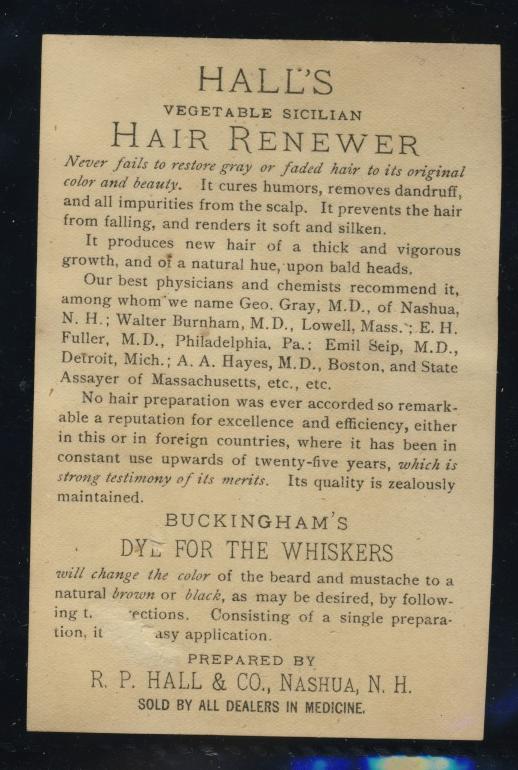 HALL'S
VEGETABLE SICILIAN
HAIR RENEWER
Never fails to restore gray or faded hair to its original
color and beauty. It cures humors, removes dandruff,
and all impurities from the scalp. It prevents the hair
from falling, and renders it soft and silken.
It produces new hair of a thick and vigorous
growth, and of a natural hue, upon bald heads.
Our best physicians and chemists recommend it,
among whom we name Geo. Gray, M.D., of Nashua,
N. H.; Walter Burnham, M.D., Lowell, Mass.; E. H.
Fuller, M.D., Philadelphia, Pa.; Emil Seip, M.D.,
Detroit, Mich.; A. A. Hayes, M.D., Boston, and State
Assayer of Massachusetts, etc., etc.
No hair preparation was ever accorded so remark-
able a reputation for excellence and efficiency, either
in this or in foreign countries, where it has been in
constant use upwards of twenty-five years, which is
strong testimony of its merits. Its quality is zealously
maintained.
BUCKINGHAM'S
DYE FOR THE WHISKERS
will change the color of the beard and mustache to a
natural brown or black, as may be desired, by follow-
ing t. rections. Consisting of a single prepara-
tion, it asy application.
PREPARED BY
R. P. HALL & CO., NASHUA, N. H.
SOLD BY ALL DEALERS IN MEDICINE.